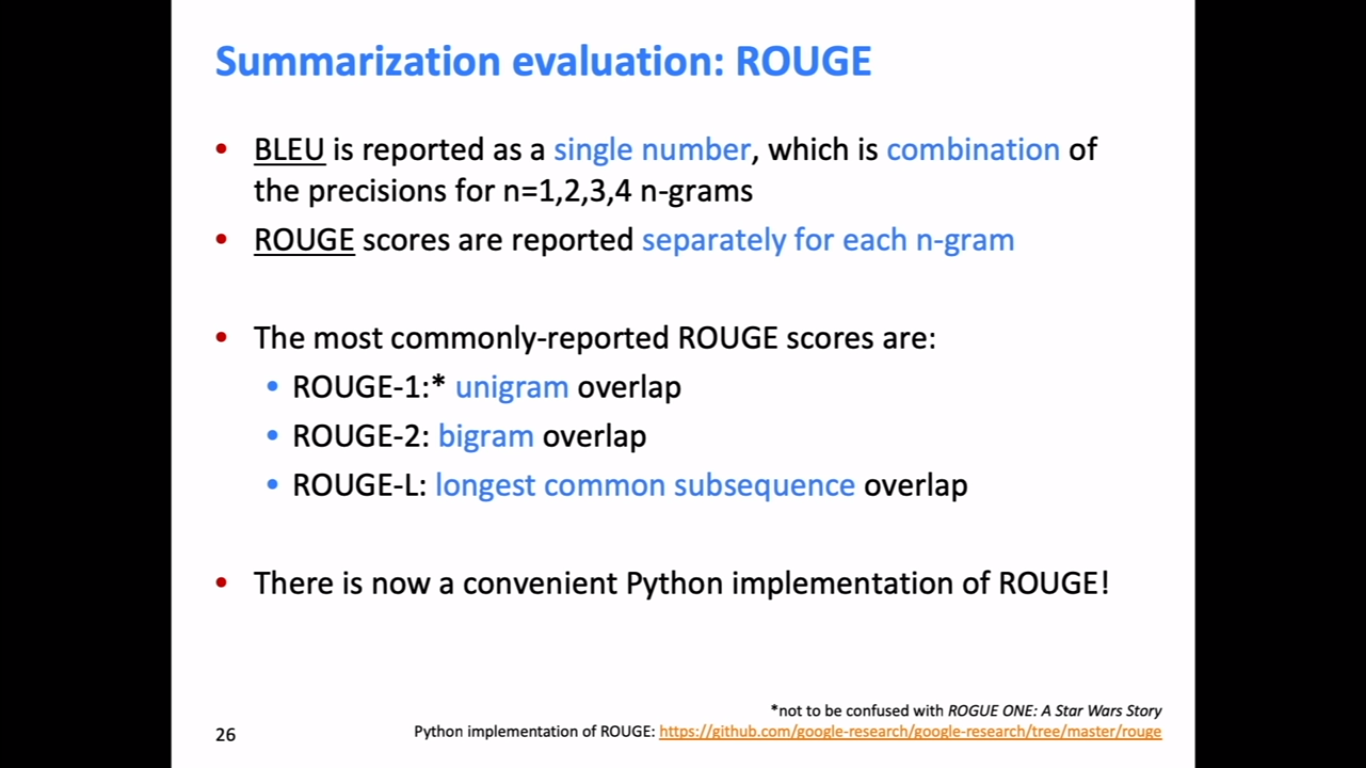 Summarization evaluation: ROUGE
• BLEU is reported as a single number, which is combination of
the precisions for n=1,2,3,4 n-grams
• ROUGE scores are reported separately for each n-gram
• The most commonly-reported ROUGE scores are:
• ROUGE-1:* unigram overlap
• ROUGE-2: bigram overlap
• ROUGE-L: longest common subsequence overlap
• There is now a convenient Python implementation of ROUGE!
*not to be confused with ROGUE ONE: A Star Wars Story
26
Python implementation of ROUGE: https://github.com/google-research/google-research/tree/master/rouge